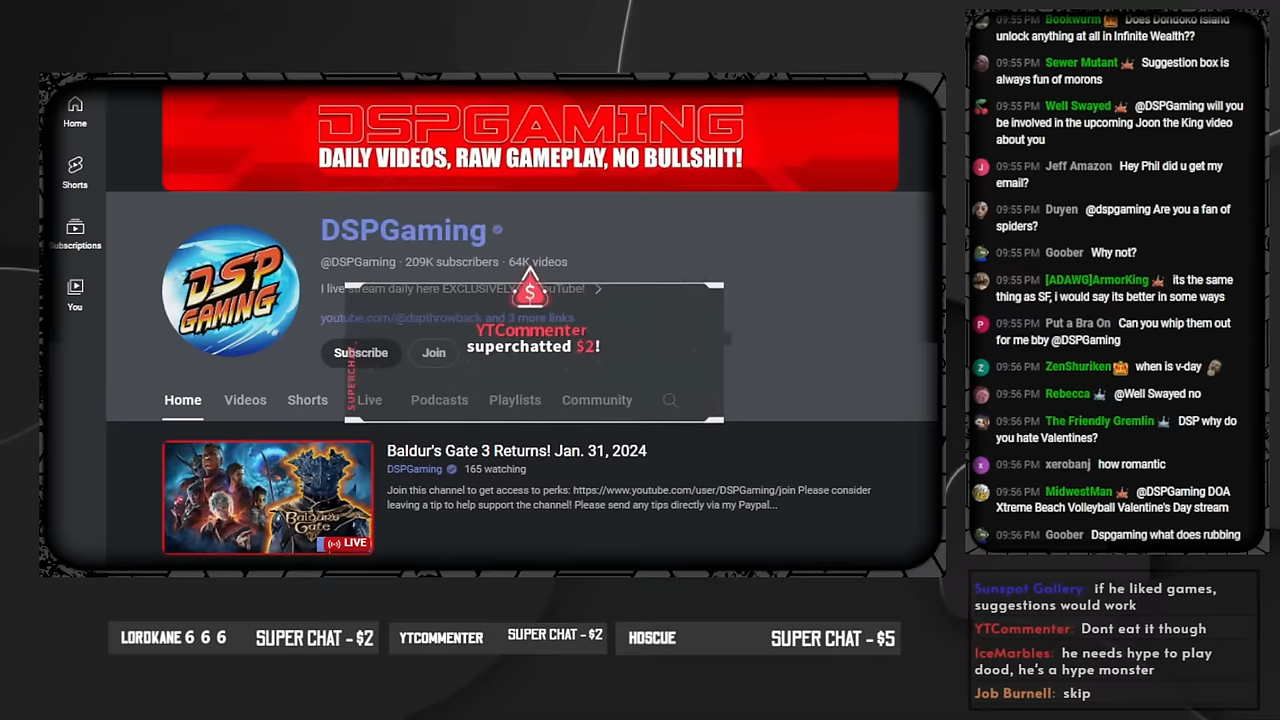 Home
Shorts
Subscriptions
You
DSPGAMING
DAILY VIDEOS, RAW GAMEPLAY, NO BULLSHIT!
DSP
GAMING
DSPGaming
@DSPGaming · 209K subscribers · 64K videos
I live stream daily here EXCLUSIVELY
youtube.com/@dspthrowback and 3 more links
Subscribe
Join
SUPERCHAT
$
YTCommenter
superchatted $2!
Home
Videos
Shorts
Live
Podcasts
Playlists
Community
Baldur's Gate 3 Returns! Jan. 31, 2024
DSPGaming 165 watching
Join this channel to get access to perks: https://www.youtube.com/user/DSPGaming/join Please consider
leaving a tip to help support the channel! Please send any tips directly via my Paypal...
BALDUR'S
GATE
LIVE
LORDKANE 6 6 6 SUPER CHAT - $2
YTCOMMENTER SUPER CHAT - $2
HOSCUE SUPER CHAT - $5
09:55 PM Bookwurm Does Dondoko Island
unlock anything at all in Infinite Wealth??
09:55 PM Sewer Mutant Suggestion box is
always fun of morons
09:55 PM Well Swayed @DSPGaming will you
be involved in the upcoming Joon the King video
about you
J
09:55 PM Jeff Amazon Hey Phil did u get my
email?
09:55 PM Duyen @dspgaming Are you a fan of
spiders?
09:55 PM Goober Why not?
09:55 PM [ADAWG]ArmorKing its the same
thing as SF, i would say its better in some ways
P
09:55 PM Put a Bra On Can you whip them out
for me bby @DSPGaming
Z
09:56 PM ZenShuriken when is v-day
09:56 PM Rebecca @Well Swayed no
09:56 PM The Friendly Gremlin DSP why do
you hate Valentines?
x
09:56 PM xerobanj how romantic
09:56 PM MidwestMan @DSPGaming DOA
Xtreme Beach Volleyball Valentine's Day stream
09:56 PM Goober Dspgaming what does rubbing
Sunspot Gallery if he liked games,
suggestions would work
YTCommenter: Dont eat it though
IceMarbles: he needs hype to play
dood, he's a hype monster
Job Burnell: skip